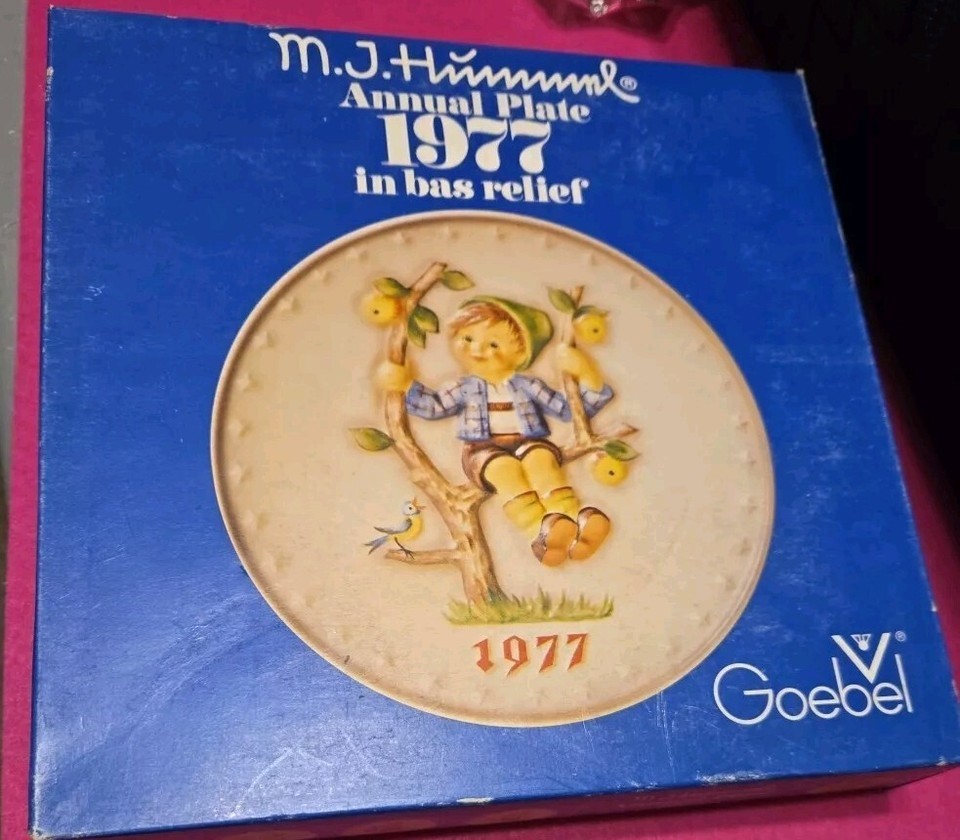 M.J.Hummel®
Annual Plate
1977
in bas relief
1977
Goebel®